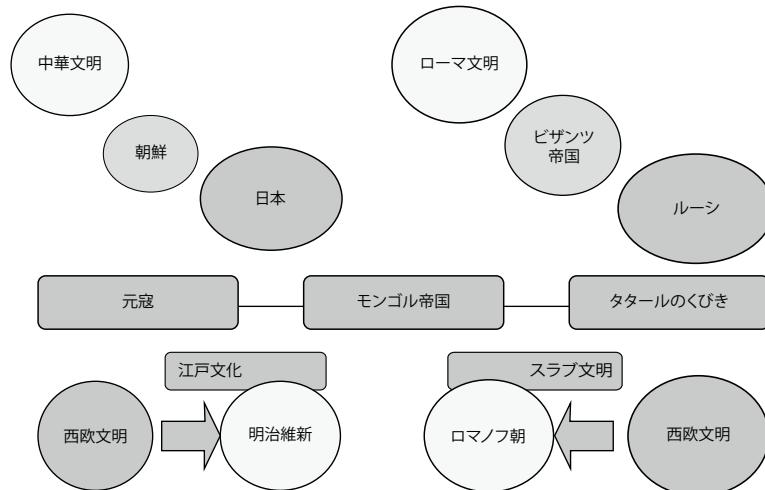 中華文明
ローマ文明
朝鮮
ビザンツ
帝国
日本
ルーシ
元寇
モンゴル帝国
タタールのくびき
江戸文化
スラブ文明
西欧文明
明治維新
ロマノフ朝
西欧文明